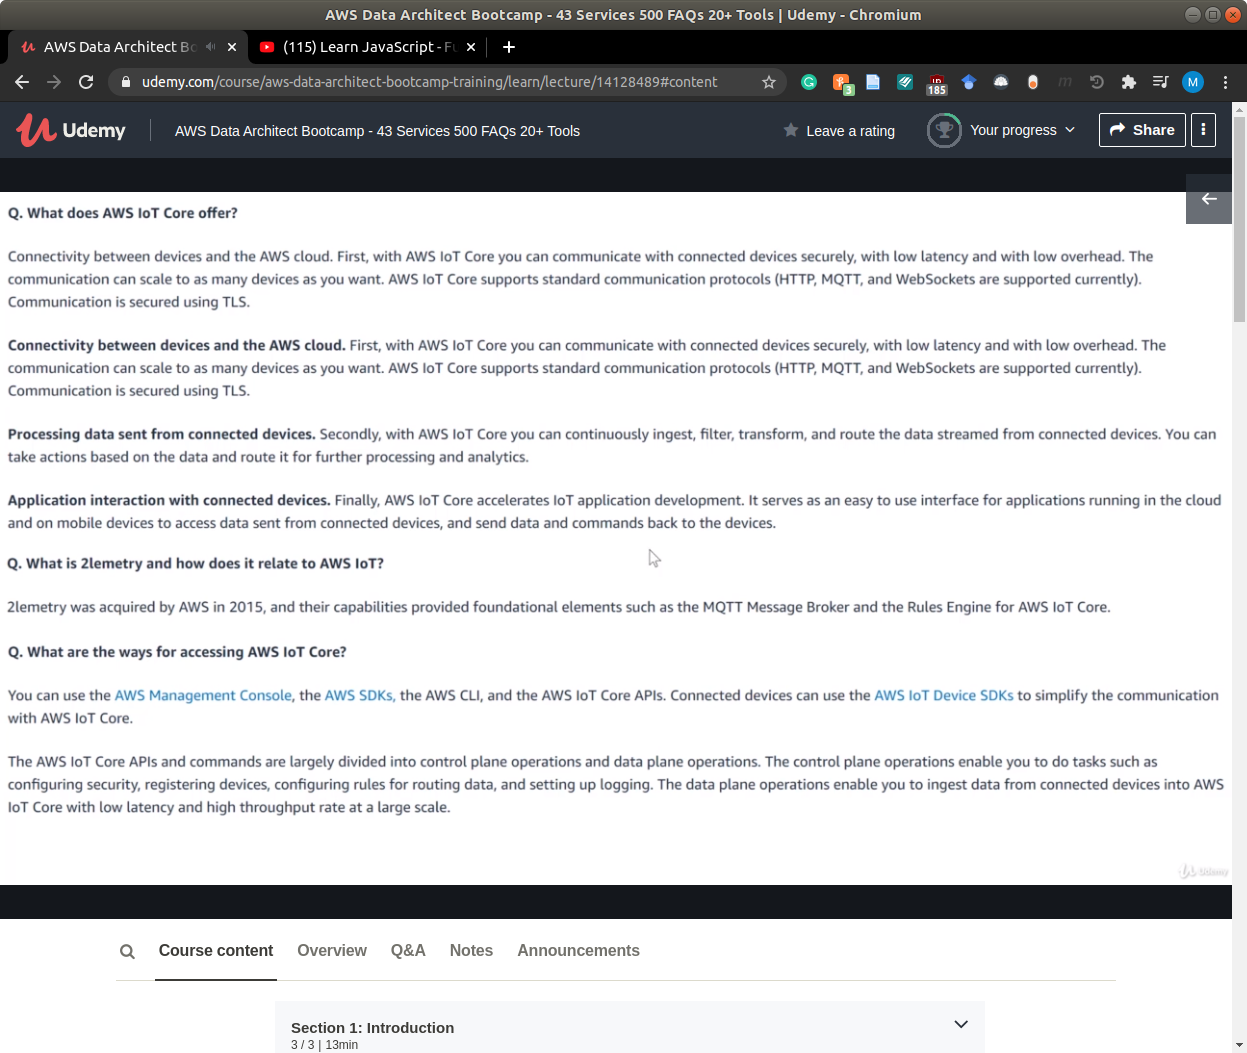 AWS Data Architect Bootcamp - 43 Services 500 FAQs 20+ Tools | Udemy - Chromium
AWS Data Architect Bo
(115) Learn JavaScript - Fu
udemy.com/course/aws-data-architect-bootcamp-training/learn/lecture/14128489#content
3
185
M
Udemy
AWS Data Architect Bootcamp - 43 Services 500 FAQs 20+ Tools
Leave a rating
Your progress
Share
Q. What does AWS IoT Core offer?
Connectivity between devices and the AWS cloud. First, with AWS IoT Core you can communicate with connected devices securely, with low latency and with low overhead. The
communication can scale to as many devices as you want. AWS IoT Core supports standard communication protocols (HTTP, MQTT, and WebSockets are supported currently).
Communication is secured using TLS.
Connectivity between devices and the AWS cloud. First, with AWS IoT Core you can communicate with connected devices securely, with low latency and with low overhead. The
communication can scale to as many devices as you want. AWS IoT Core supports standard communication protocols (HTTP, MQTT, and WebSockets are supported currently).
Communication is secured using TLS.
Processing data sent from connected devices. Secondly, with AWS IoT Core you can continuously ingest, filter, transform, and route the data streamed from connected devices. You can
take actions based on the data and route it for further processing and analytics.
Application interaction with connected devices. Finally, AWS IoT Core accelerates IoT application development. It serves as an easy to use interface for applications running in the cloud
and on mobile devices to access data sent from connected devices, and send data and commands back to the devices.
Q. What is 2lemetry and how does it relate to AWS IoT?
2lemetry was acquired by AWS in 2015, and their capabilities provided foundational elements such as the MQTT Message Broker and the Rules Engine for AWS IoT Core.
Q. What are the ways for accessing AWS IoT Core?
You can use the AWS Management Console, the AWS SDKs, the AWS CLI, and the AWS IoT Core APIs. Connected devices can use the AWS IoT Device SDKs to simplify the communication
with AWS IoT Core.
The AWS IoT Core APIs and commands are largely divided into control plane operations and data plane operations. The control plane operations enable you to do tasks such as
configuring security, registering devices, configuring rules for routing data, and setting up logging. The data plane operations enable you to ingest data from connected devices into AWS
IoT Core with low latency and high throughput rate at a large scale.
Udemy
Course content
Overview
Q&A
Notes
Announcements
Section 1: Introduction
3 / 3 | 13min